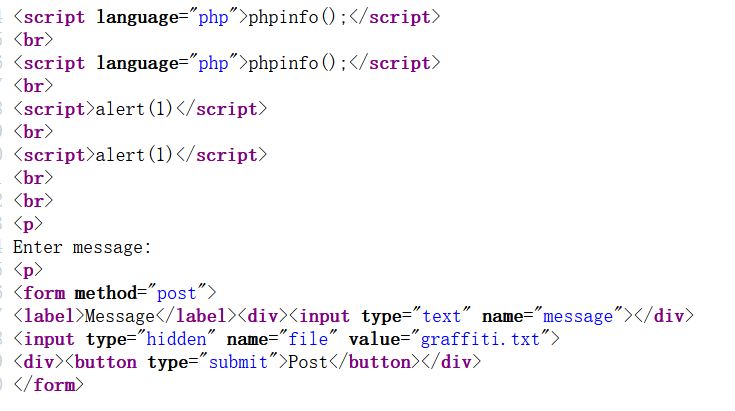 <script language="php">phpinfo();</script>
<br>
<script language="php">phpinfo();</script>
<br>
<script>alert(1)</script>
<br>
<script>alert(1)</script>
<br>
<br>
<p>
Enter message:
<p>
<form method="post">
<label>Message</label><div><input type="text" name="message"></div>
<input type="hidden" name="file" value="graffiti.txt">
<div><button type="submit">Post</button></div>
</form>